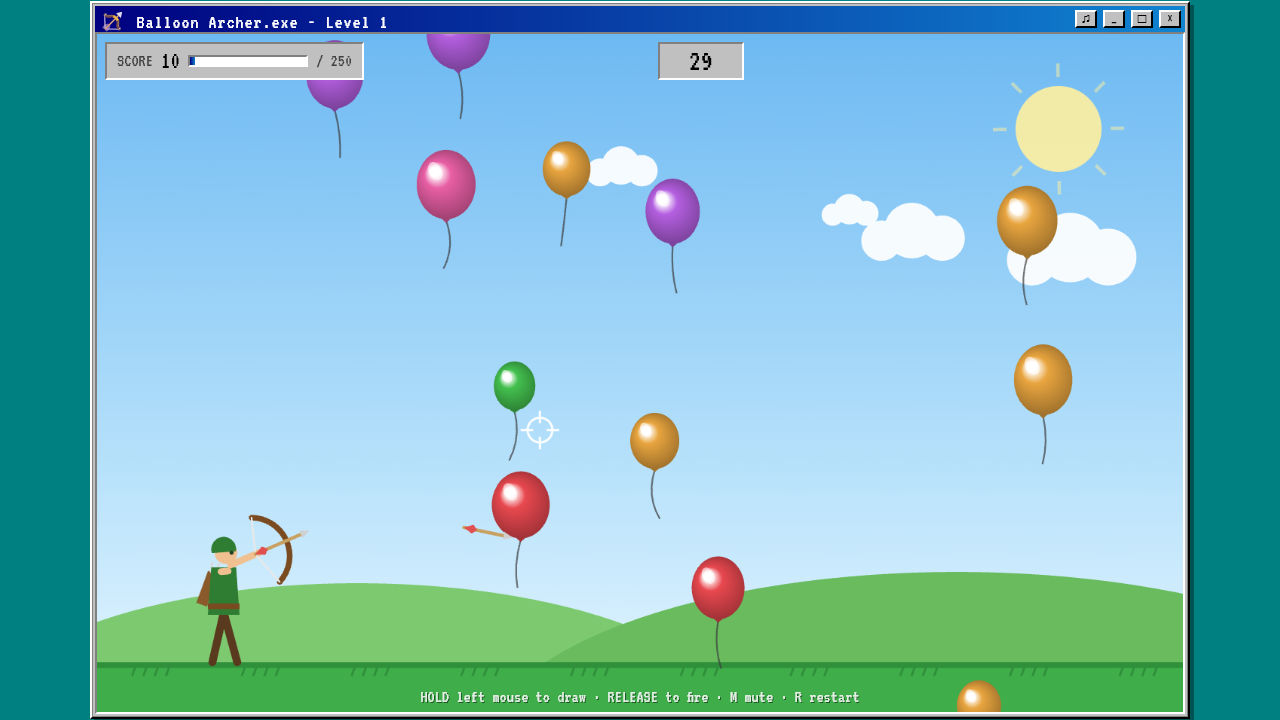 Balloon Archer.exe - Level 1
SCORE 10 / 250
29
HOLD left mouse to draw · RELEASE to fire · M mute · R restart